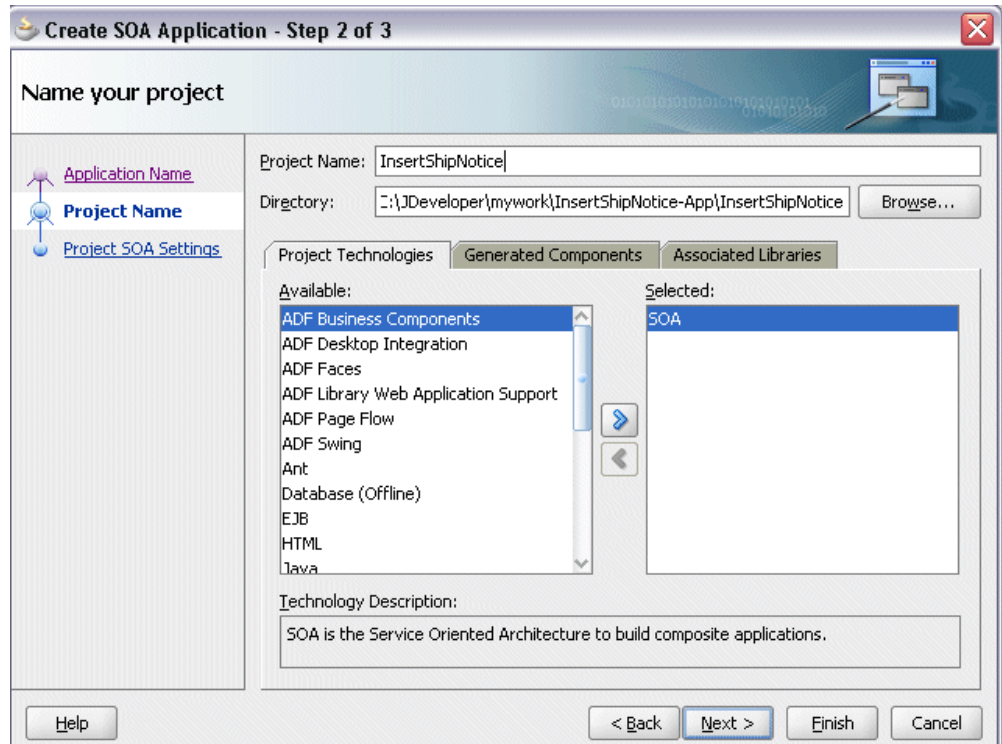 Create SOA Application - Step 2 of 3
Name your project
Application Name
Project Name
Project SOA Settings
Project Name: InsertShipNotice
Directory: C:\JDeveloper\mywork\InsertShipNotice-App\InsertShipNotice Browse...
Project Technologies Generated Components Associated Libraries
Available:
ADF Business Components
ADF Desktop Integration
ADF Faces
ADF Library Web Application Support
ADF Page Flow
ADF Swing
Ant
Database (Offline)
EJB
HTML
Java
Selected:
SOA
Technology Description:
SOA is the Service Oriented Architecture to build composite applications.
Help < Back Next > Finish Cancel